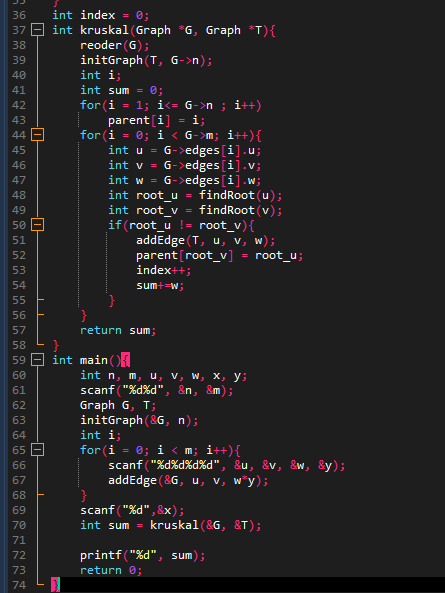 35 }
36 int index = 0;
37 int kruskal(Graph *G, Graph *T){
38 reoder(G);
39 initGraph(T, G->n);
40 int i;
41 int sum = 0;
42 for(i = 1; i<= G->n ; i++)
43 parent[i] = i;
44 for(i = 0; i < G->m; i++){
45 int u = G->edges[i].u;
46 int v = G->edges[i].v;
47 int w = G->edges[i].w;
48 int root_u = findRoot(u);
49 int root_v = findRoot(v);
50 if(root_u != root_v){
51 addEdge(T, u, v, w);
52 parent[root_v] = root_u;
53 index++;
54 sum+=w;
55 }
56 }
57 return sum;
58 }
59 int main(){
60 int n, m, u, v, w, x, y;
61 scanf("%d%d", &n, &m);
62 Graph G, T;
63 initGraph(&G, n);
64 int i;
65 for(i = 0; i < m; i++){
66 scanf("%d%d%d%d", &u, &v, &w, &y);
67 addEdge(&G, u, v, w*y);
68 }
69 scanf("%d",&x);
70 int sum = kruskal(&G, &T);
71
72 printf("%d", sum);
73 return 0;
74 }